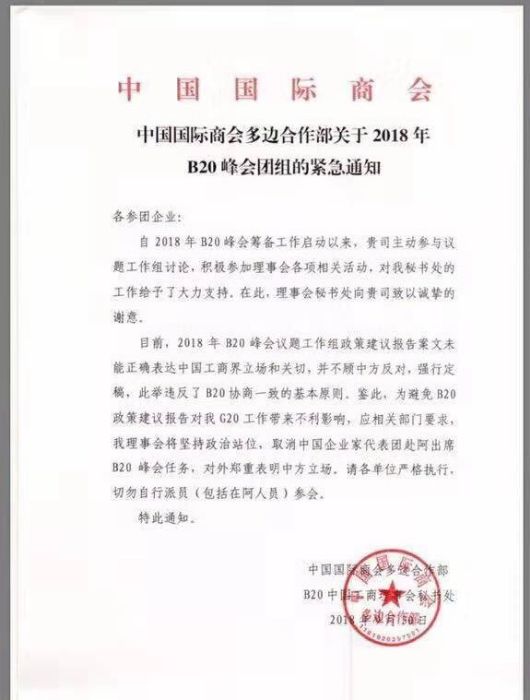 中国国际商会
中国国际商会多边合作部关于 2018 年
B20 峰会团组的紧急通知
各参团企业：
自 2018 年 B20 峰会筹备工作启动以来，贵司主动参与议
题工作组讨论，积极参加理事会各项相关活动，对我秘书处的
工作给予了大力支持。在此，理事会秘书处向贵司致以诚挚的
谢意。
目前，2018 年 B20 峰会议题工作组政策建议报告案文未
能正确表达中国工商界立场和关切，并不顾中方反对，强行定
稿，此举违反了 B20 协商一致的基本原则。鉴此，为避免 B20
政策建议报告对我 G20 工作带来不利影响，应相关部门要求，
我理事会将坚持政治站位，取消中国企业家代表团赴阿出席
B20 峰会任务，对外郑重表明中方立场。请各单位严格执行，
切勿自行派员（包括在阿人员）参会。
特此通知。
中国国际商会多边合作部
B20 中国工商理事会秘书处
2018 年 月 30 日
中国国际商会
多边合作部